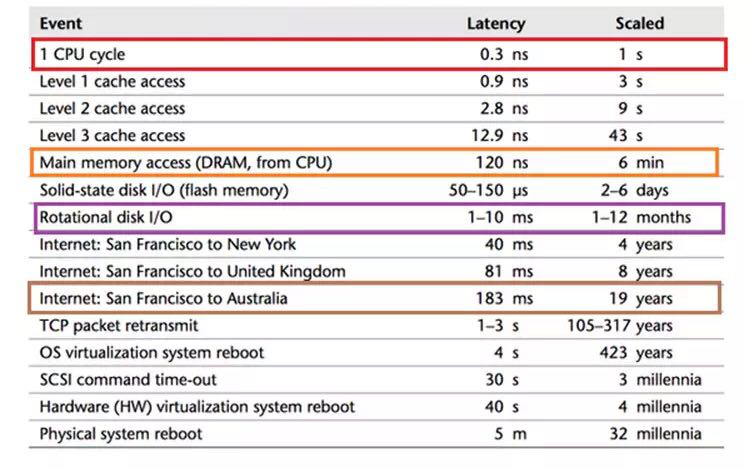 Event Latency Scaled
1 CPU cycle 0.3 ns 1 s
Level 1 cache access 0.9 ns 3 s
Level 2 cache access 2.8 ns 9 s
Level 3 cache access 12.9 ns 43 s
Main memory access (DRAM, from CPU) 120 ns 6 min
Solid-state disk I/O (flash memory) 50–150 μs 2–6 days
Rotational disk I/O 1–10 ms 1–12 months
Internet: San Francisco to New York 40 ms 4 years
Internet: San Francisco to United Kingdom 81 ms 8 years
Internet: San Francisco to Australia 183 ms 19 years
TCP packet retransmit 1–3 s 105–317 years
OS virtualization system reboot 4 s 423 years
SCSI command time-out 30 s 3 millennia
Hardware (HW) virtualization system reboot 40 s 4 millennia
Physical system reboot 5 m 32 millennia